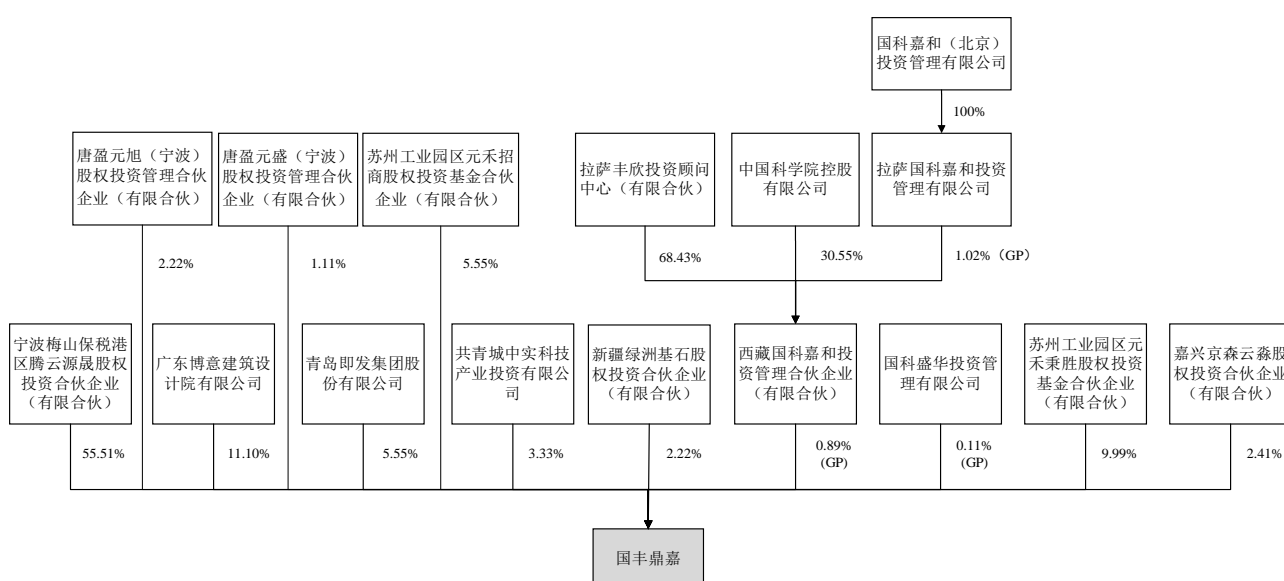 国科嘉和（北京）
投资管理有限公司
100%
唐盈元旭（宁波）
股权投资管理合伙
企业（有限合伙）
唐盈元盛（宁波）
股权投资管理合伙
企业（有限合伙）
苏州工业园区元禾招
商股权投资基金合伙
企业（有限合伙）
拉萨丰欣投资顾问
中心（有限合伙）
中国科学院控股
有限公司
拉萨国科嘉和投资
管理有限公司
2.22%
1.11%
5.55%
68.43%
30.55%
1.02%（GP）
宁波梅山保税港
区腾云源晟股权
投资合伙企业
（有限合伙）
广东博意建筑设
计院有限公司
青岛即发集团股
份有限公司
共青城中实科技
产业投资有限公
司
新疆绿洲基石股
权投资合伙企业
（有限合伙）
西藏国科嘉和投
资管理合伙企业
（有限合伙）
国科盛华投资管
理有限公司
苏州工业园区元
禾秉胜股权投资
基金合伙企业
（有限合伙）
嘉兴京森云淼股
权投资合伙企业
（有限合伙）
55.51%
11.10%
5.55%
3.33%
2.22%
0.89%
(GP)
0.11%
(GP)
9.99%
2.41%
国丰鼎嘉